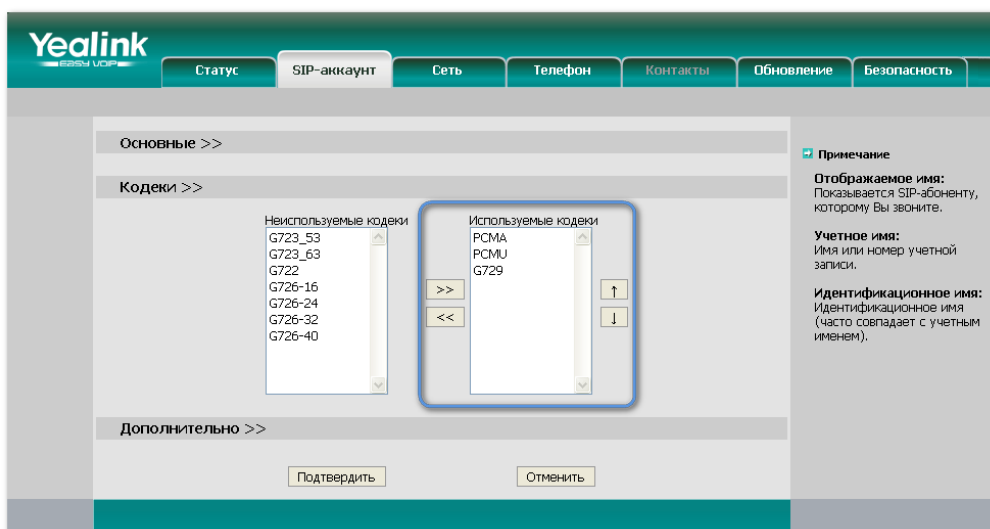 Yealink
EASY VOIP
Статус
SIP-аккаунт
Сеть
Телефон
Контакты
Обновление
Безопасность
Основные >>
Кодеки >>
Неиспользуемые кодеки
G723_53
G723_63
G722
G726-16
G726-24
G726-32
G726-40
>>
<<
Используемые кодеки
PCMA
PCMU
G729
↑
↓
Дополнительно >>
Подтвердить
Отменить
Примечание
Отображаемое имя:
Показывается SIP-абоненту,
которому Вы звоните.
Учетное имя:
Имя или номер учетной
записи.
Идентификационное имя:
Идентификационное имя
(часто совпадает с учетным
именем).